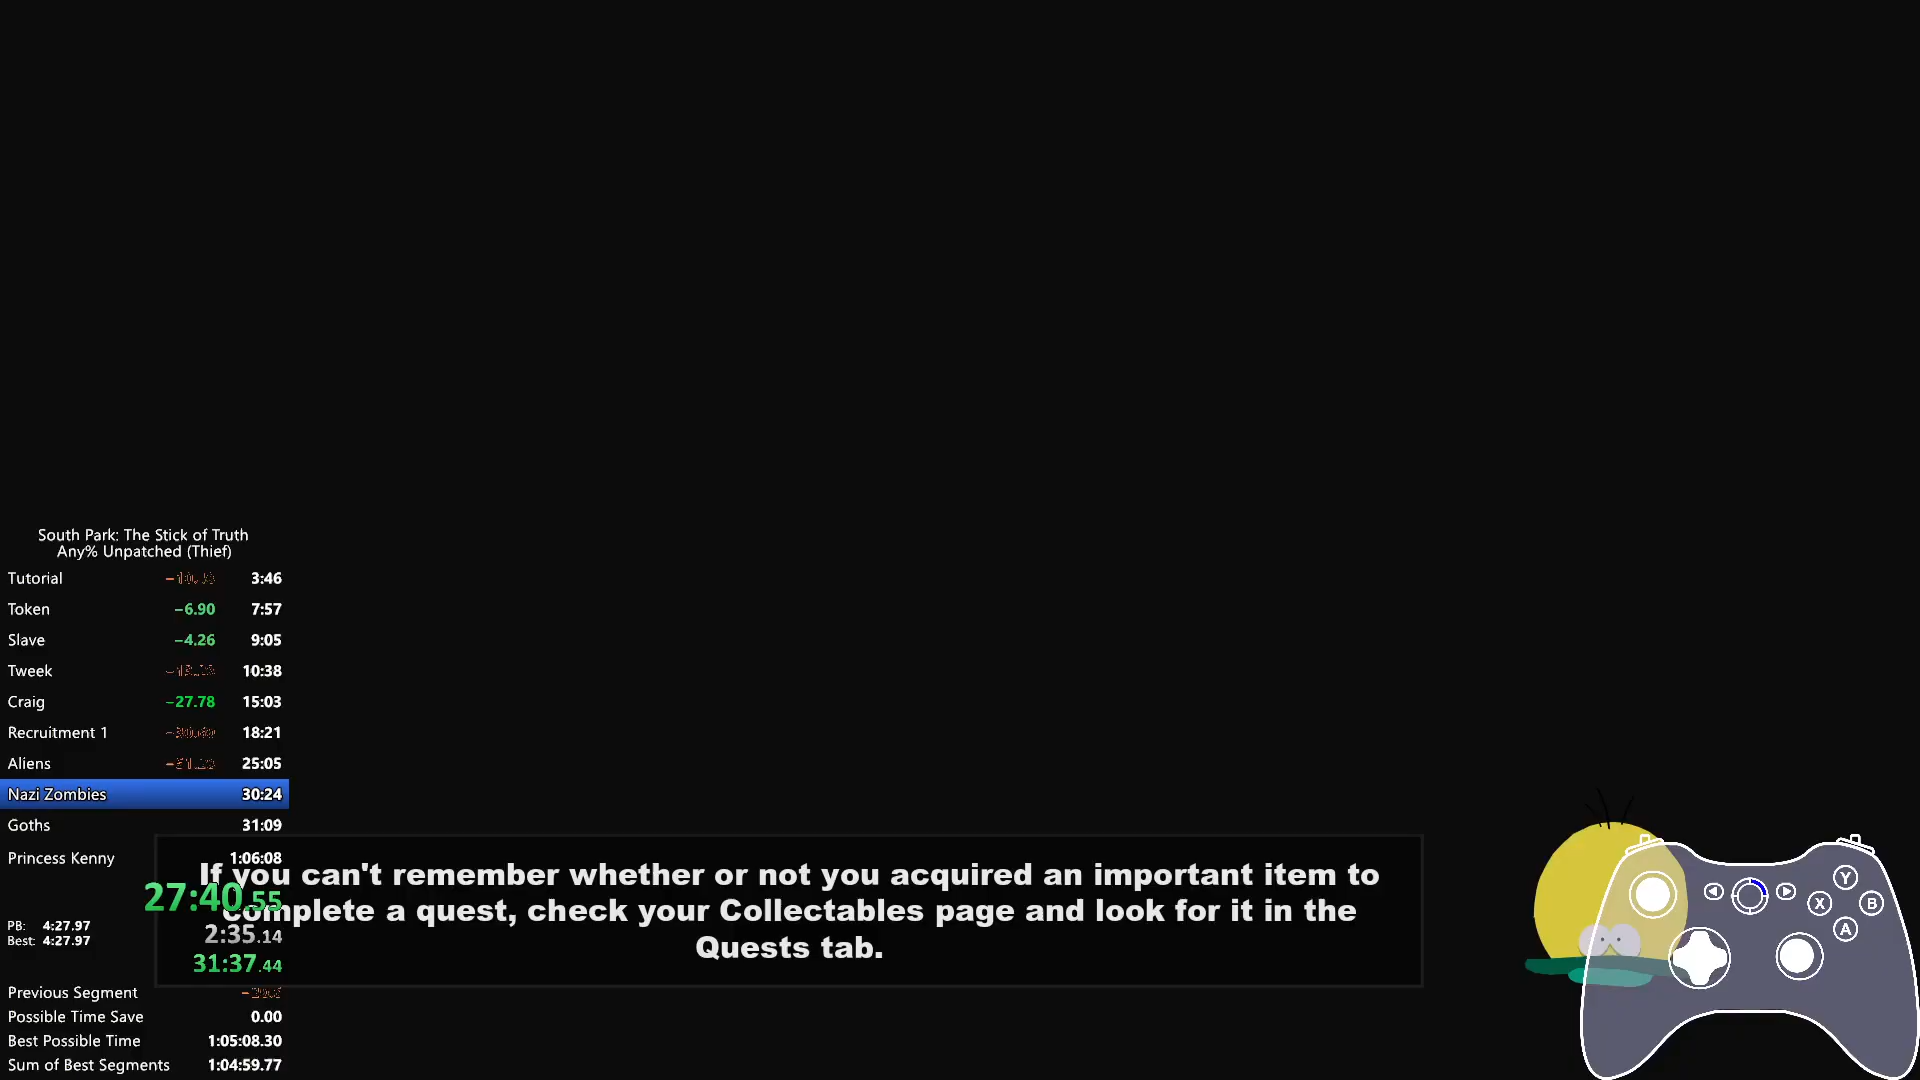 South Park: The Stick of Truth
Any% Unpatched (Thief)
Tutorial 3:46
Token −6.90 7:57
Slave −4.26 9:05
Tweek 10:38
Craig −27.78 15:03
Recruitment 1 18:21
Aliens 25:05
Nazi Zombies 30:24
Goths 31:09
Princess Kenny 1:06:08
27:40.55
PB: 4:27.97
Best: 4:27.97
2:35.14
31:37.44
Previous Segment
Possible Time Save 0.00
Best Possible Time 1:05:08.30
Sum of Best Segments 1:04:59.77
If you can't remember whether or not you acquired an important item to
complete a quest, check your Collectables page and look for it in the
Quests tab.
Y
X
B
A